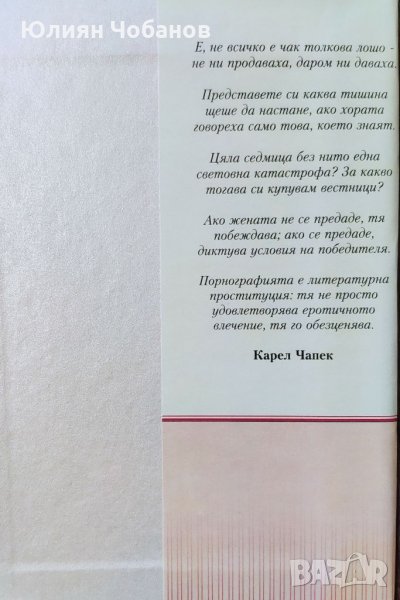 Юлиян Чобанов
Е, не всичко е чак толкова лошо -
не ни продаваха, даром ни даваха.
Представете си каква тишина
щеше да настане, ако хората
говореха само това, което знаят.
Цяла седмица без нито една
световна катастрофа? За какво
тогава си купувам вестници?
Ако жената не се предаде, тя
побеждава; ако се предаде,
диктува условия на победителя.
Порнографията е литературна
проституция: тя не просто
удовлетворява еротичното
влечение, тя го обезценява.
Карел Чапек
BAZAR